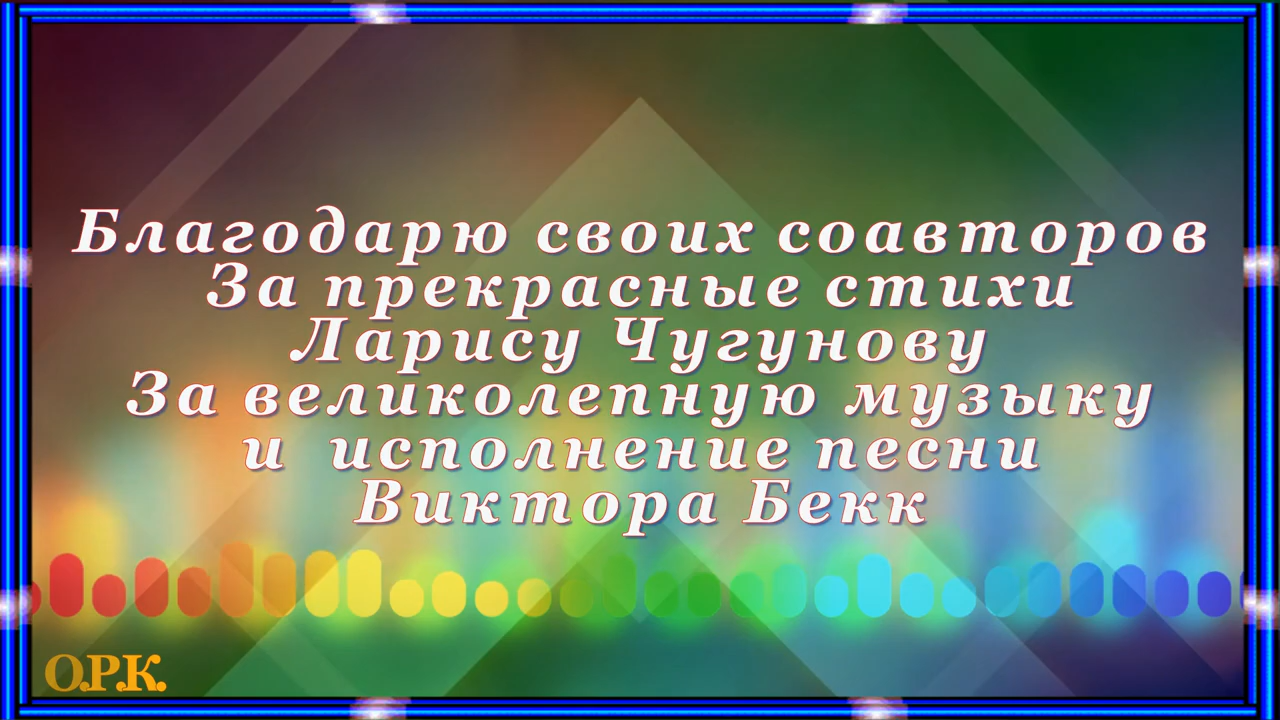 Благодарю своих соавторов
За прекрасные стихи
Ларису Чугунову
За великолепную музыку
и исполнение песни
Виктора Бекк
О.Р.К.